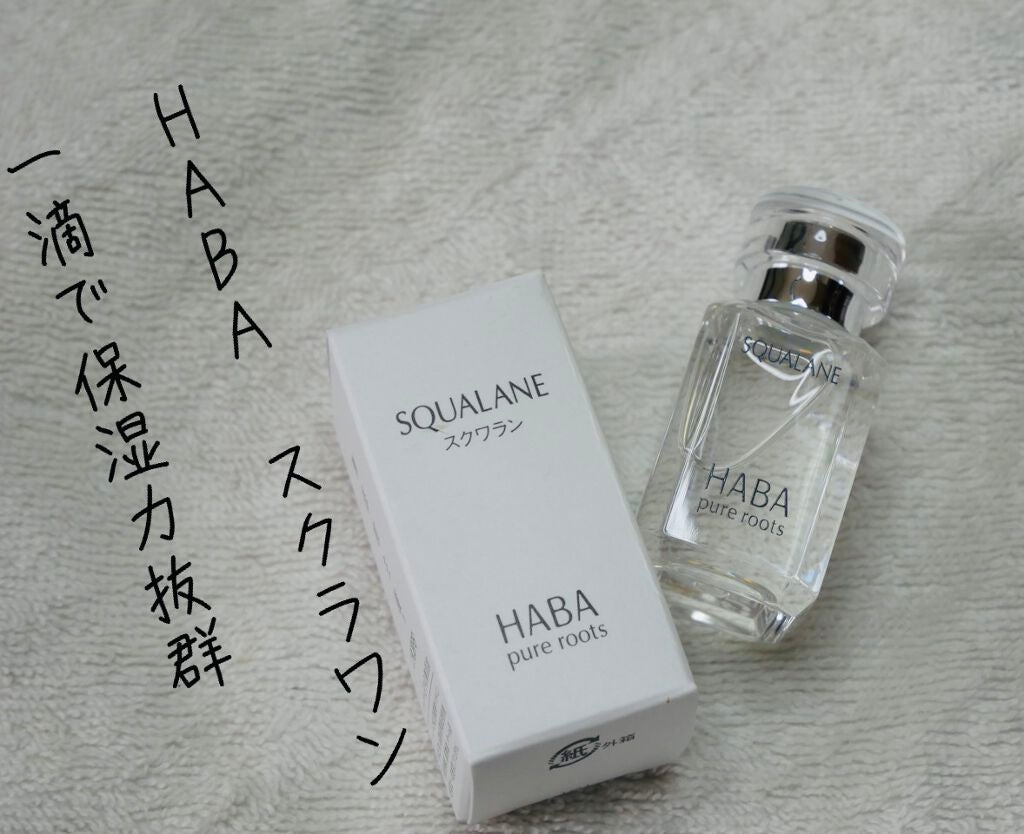 HABA スクラワン
一滴で保湿力抜群
SQUALANE
スクワラン
HABA
pure roots
紙 外箱
SQUALANE
HABA
pure roots